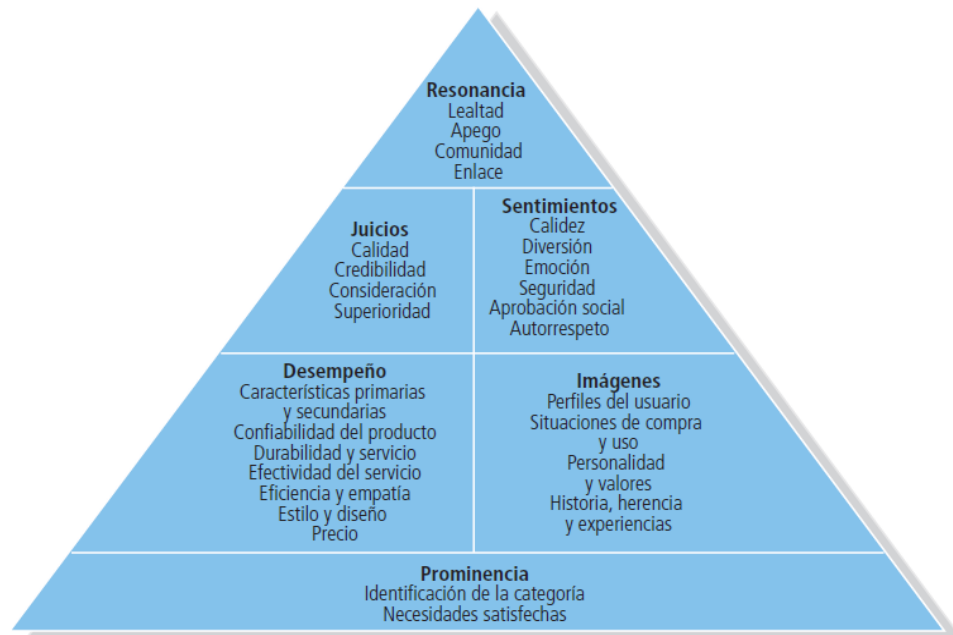 Resonancia
Lealtad
Apego
Comunidad
Enlace
Juicios
Calidad
Credibilidad
Consideración
Superioridad
Sentimientos
Calidez
Diversión
Emoción
Seguridad
Aprobación social
Autorrespeto
Desempeño
Características primarias
y secundarias
Confiabilidad del producto
Durabilidad y servicio
Efectividad del servicio
Eficiencia y empatía
Estilo y diseño
Precio
Imágenes
Perfiles del usuario
Situaciones de compra
y uso
Personalidad
y valores
Historia, herencia
y experiencias
Prominencia
Identificación de la categoría
Necesidades satisfechas